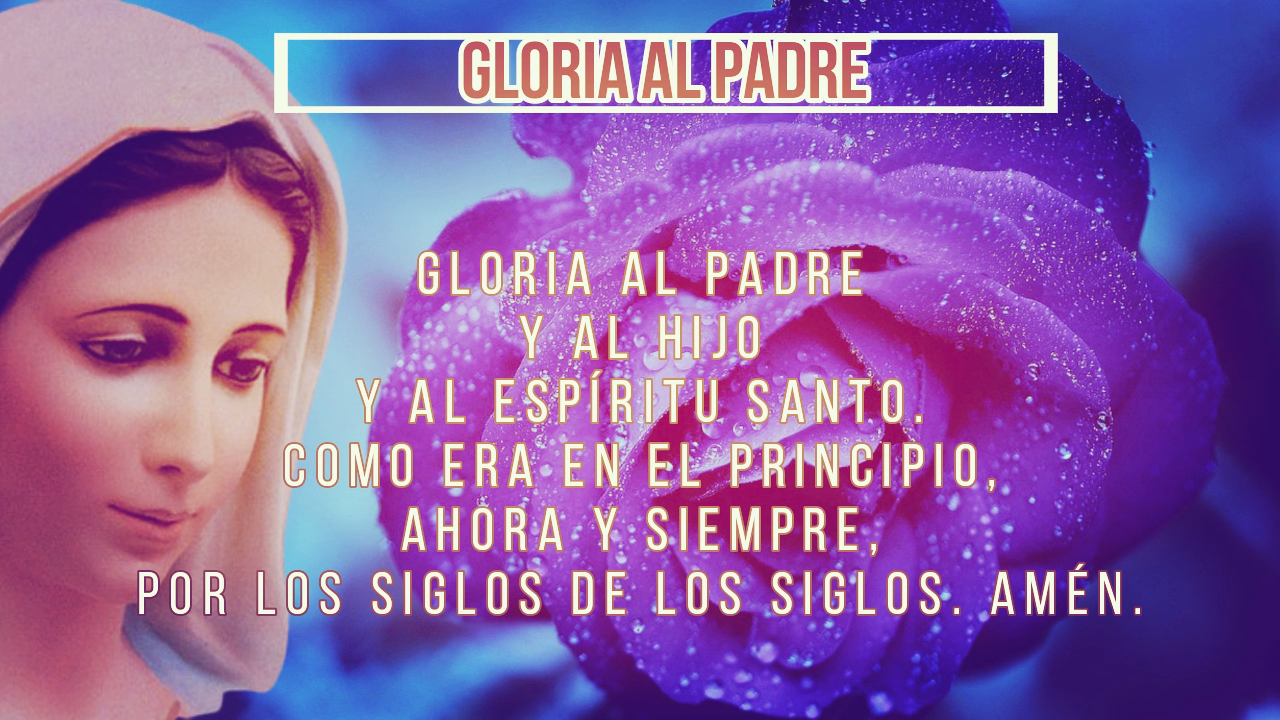 GLORIA AL PADRE
GLORIA AL PADRE
Y AL HIJO
Y AL ESPÍRITU SANTO.
COMO ERA EN EL PRINCIPIO,
AHORA Y SIEMPRE,
POR LOS SIGLOS DE LOS SIGLOS. AMÉN.